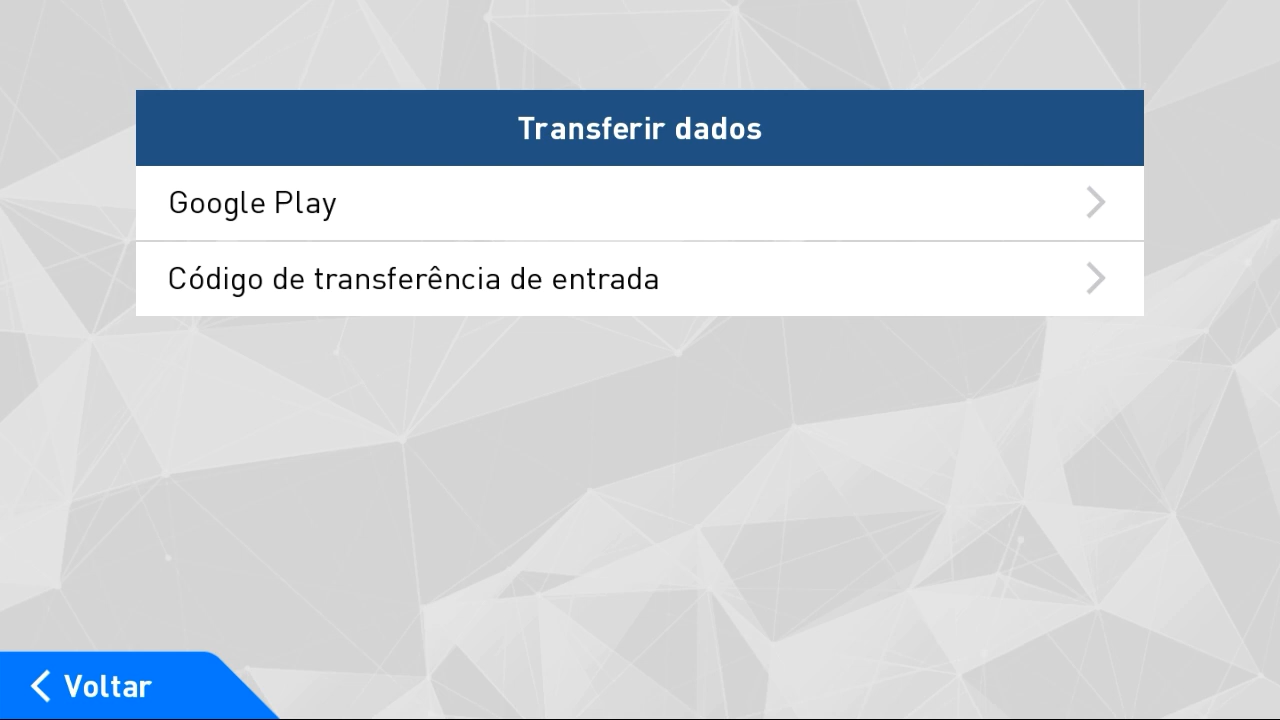 Transferir dados
Google Play
Código de transferência de entrada
Voltar